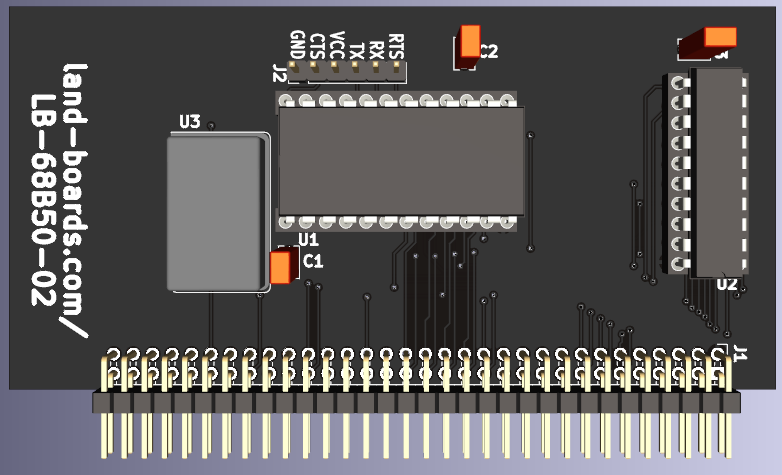 land-boards.com/
LB-68B50-02
GND
CTS
VCC
TX
RX
RTS
J2
C2
U3
U1
C1
U2
J1